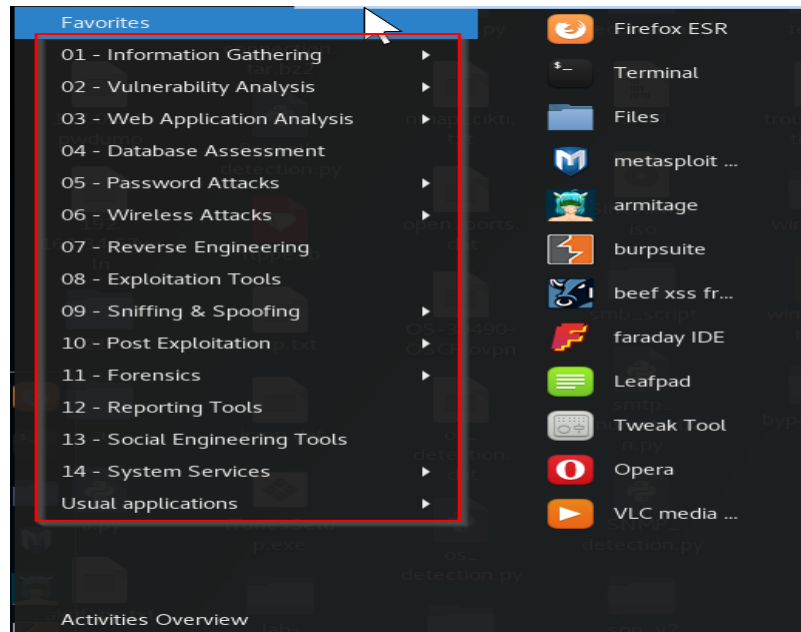 Favorites
01 - Information Gathering
02 - Vulnerability Analysis
03 - Web Application Analysis
04 - Database Assessment
05 - Password Attacks
06 - Wireless Attacks
07 - Reverse Engineering
08 - Exploitation Tools
09 - Sniffing & Spoofing
10 - Post Exploitation
11 - Forensics
12 - Reporting Tools
13 - Social Engineering Tools
14 - System Services
Usual applications
Activities Overview
Firefox ESR
Terminal
Files
metasploit ...
armitage
burpsuite
beef xss fr...
faraday IDE
Leafpad
Tweak Tool
Opera
VLC media ...